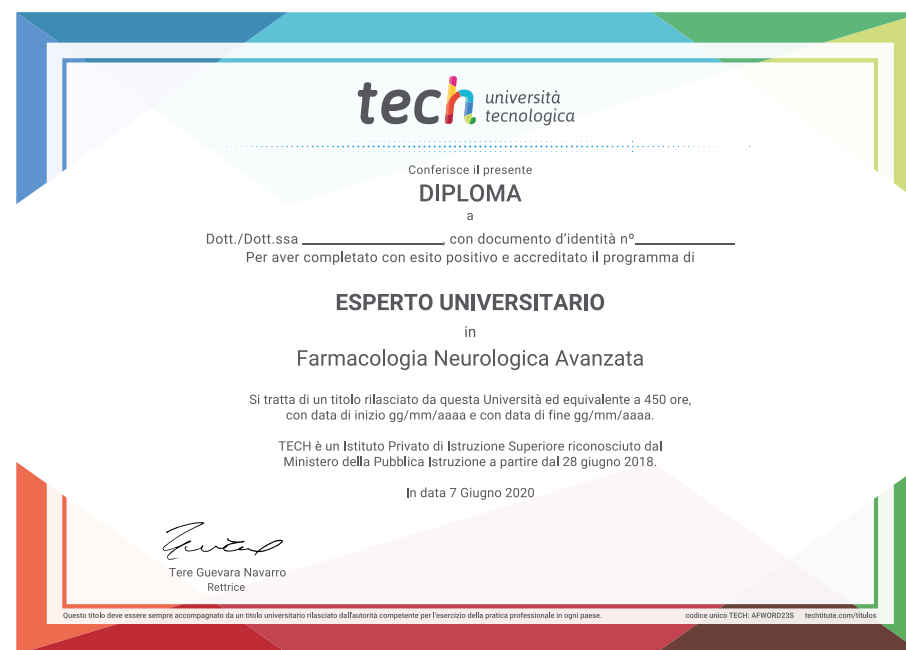 tech università
tecnologica
Conferisce il presente
DIPLOMA
a
Dott./Dott.ssa ____________________, con documento d'identità nº______________
Per aver completato con esito positivo e accreditato il programma di
ESPERTO UNIVERSITARIO
in
Farmacologia Neurologica Avanzata
Si tratta di un titolo rilasciato da questa Università ed equivalente a 450 ore,
con data di inizio gg/mm/aaaa e con data di fine gg/mm/aaaa.
TECH è un Istituto Privato di Istruzione Superiore riconosciuto dal
Ministero della Pubblica Istruzione a partire dal 28 giugno 2018.
In data 7 Giugno 2020
Tere Guevara Navarro
Rettrice
Questo titolo deve essere sempre accompagnato da un titolo universitario rilasciato dall'autorità competente per l'esercizio della pratica professionale in ogni paese. codice unico TECH: AFWORD23S techtitute.com/titulos